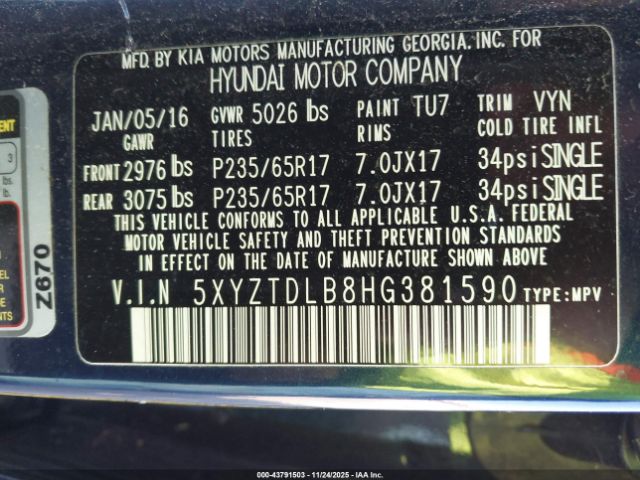 MFD. BY KIA MOTORS MANUFACTURING GEORGIA. INC. FOR
HYUNDAI MOTOR COMPANY
JAN/05/16 GVWR 5026 lbs PAINT TU7 TRIM VYN
GAWR TIRES RIMS COLD TIRE INFL
FRONT 2976 lbs P235/65R17 7.0JX17 34psi SINGLE
REAR 3075 lbs P235/65R17 7.0JX17 34psi SINGLE
THIS VEHICLE CONFORMS TO ALL APPLICABLE U.S.A. FEDERAL
MOTOR VEHICLE SAFETY AND THEFT PREVENTION STANDARDS
IN EFFECT ON THE DATE OF MANUFACTURE SHOWN ABOVE
V.I.N 5XYZTDLB8HG381590 TYPE:MPV
Z670
3
lbs.
lb.
000-43791503 - 11/24/2025 - Copyright © IAA